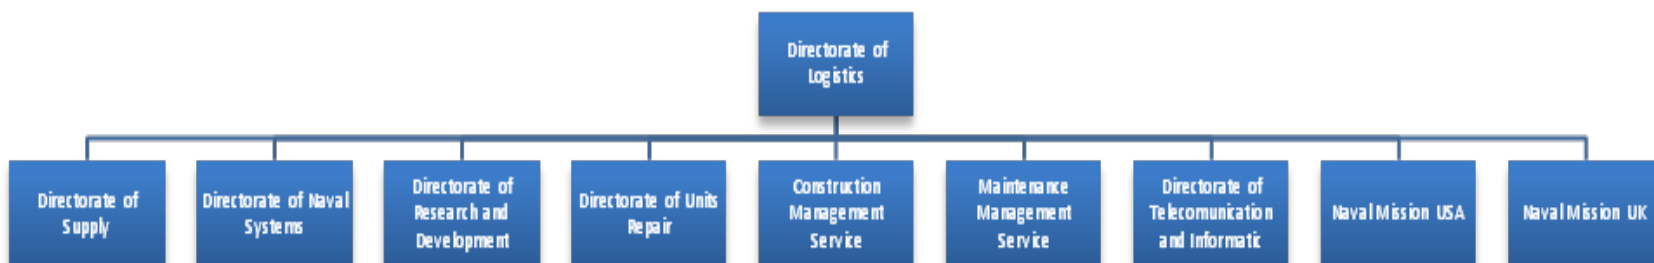 Directorate of
Logistics
Directorate of
Supply
Directorate of Naval
Systems
Directorate of
Research and
Development
Directorate of Units
Repair
Construction
Management
Service
Maintenance
Management
Service
Directorate of
Telecomunication
and Informatic
Naval Mission USA
Naval Mission UK